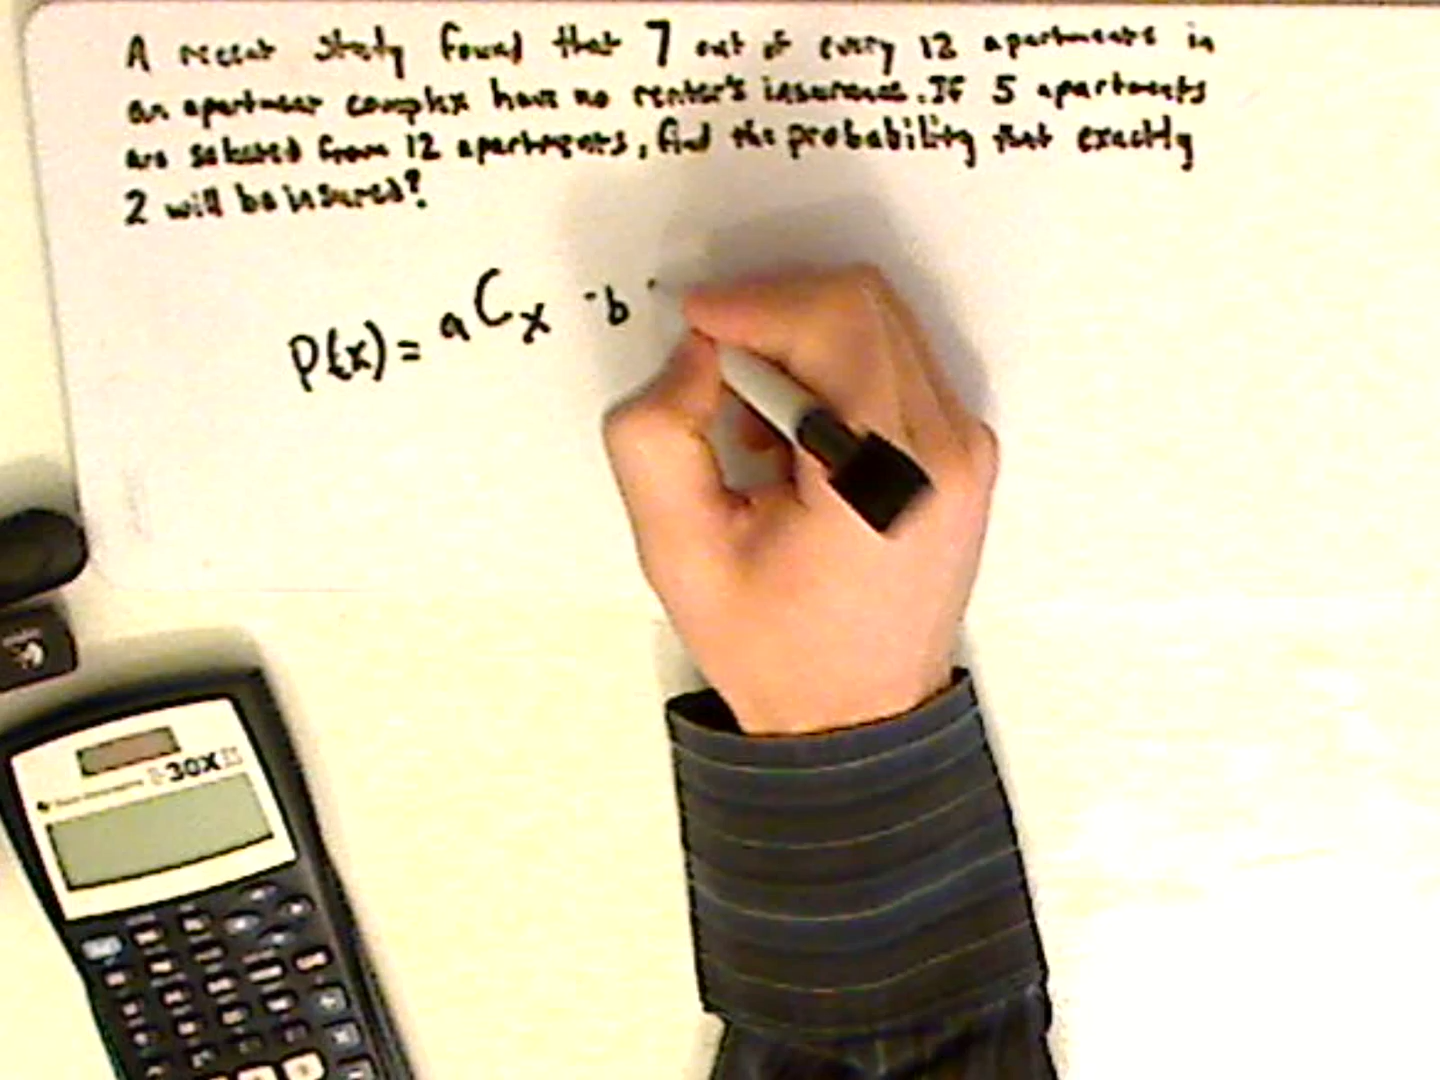 A recent study found that 7 out of every 12 apartments in
an apartment complex have no renter's insurance. If 5 apartments
are selected from 12 apartments, find the probability that exactly
2 will be insured?
P(x) = aCx · b ·
30X